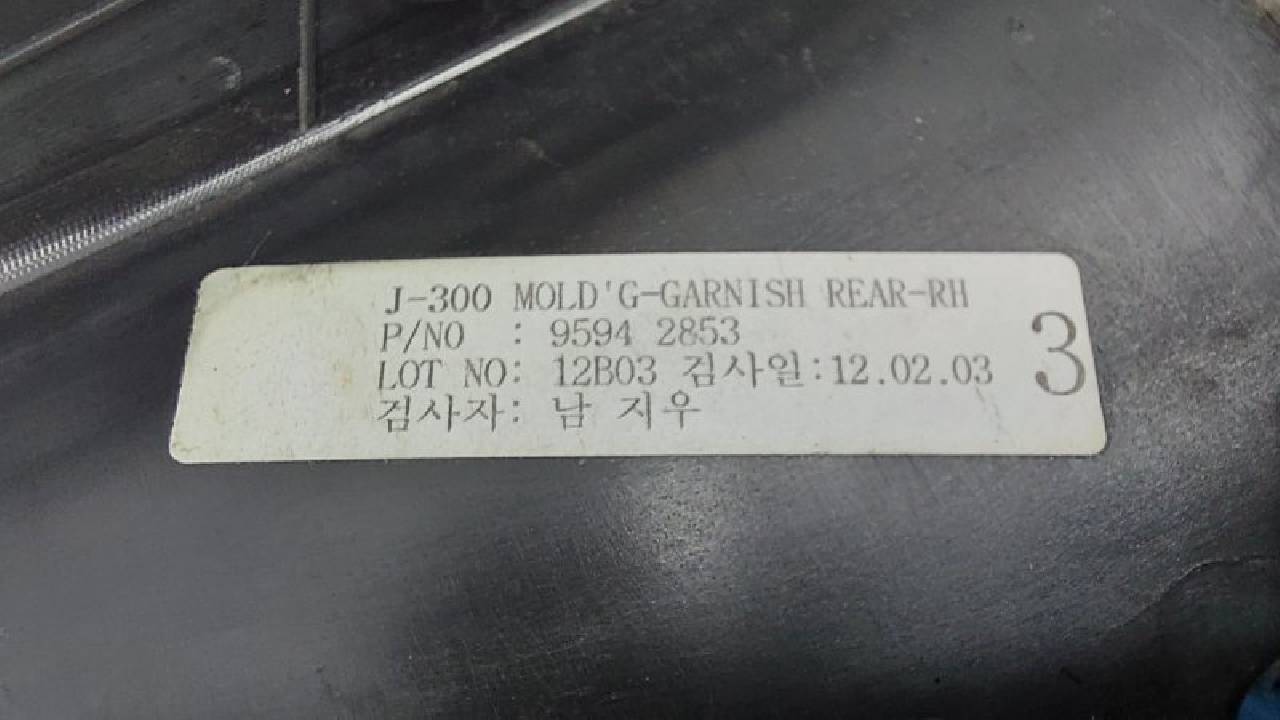 J-300 MOLD'G-GARNISH REAR-RH
P/NO : 9594 2853
LOT NO: 12B03 검사일:12.02.03
검사자: 남 지우
3